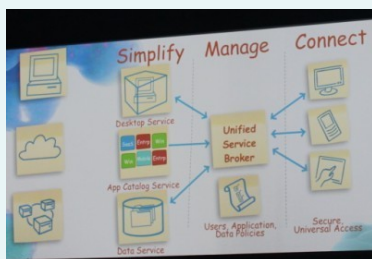 Simplify
Manage
Connect
Desktop Service
Unified
Service
Broker
App Catalog Service
Data Service
Users, Application,
Data Policies
Secure,
Universal Access